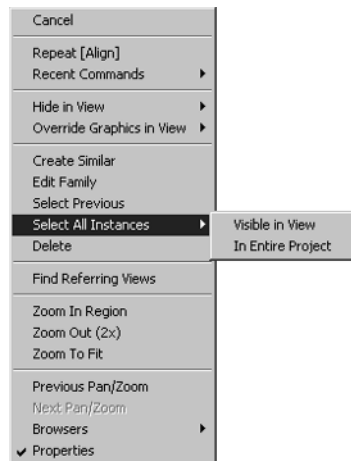 Cancel
Repeat [Align]
Recent Commands
Hide in View
Override Graphics in View
Create Similar
Edit Family
Select Previous
Select All Instances
Visible in View
Delete
In Entire Project
Find Referring Views
Zoom In Region
Zoom Out (2x)
Zoom To Fit
Previous Pan/Zoom
Next Pan/Zoom
Browsers
Properties